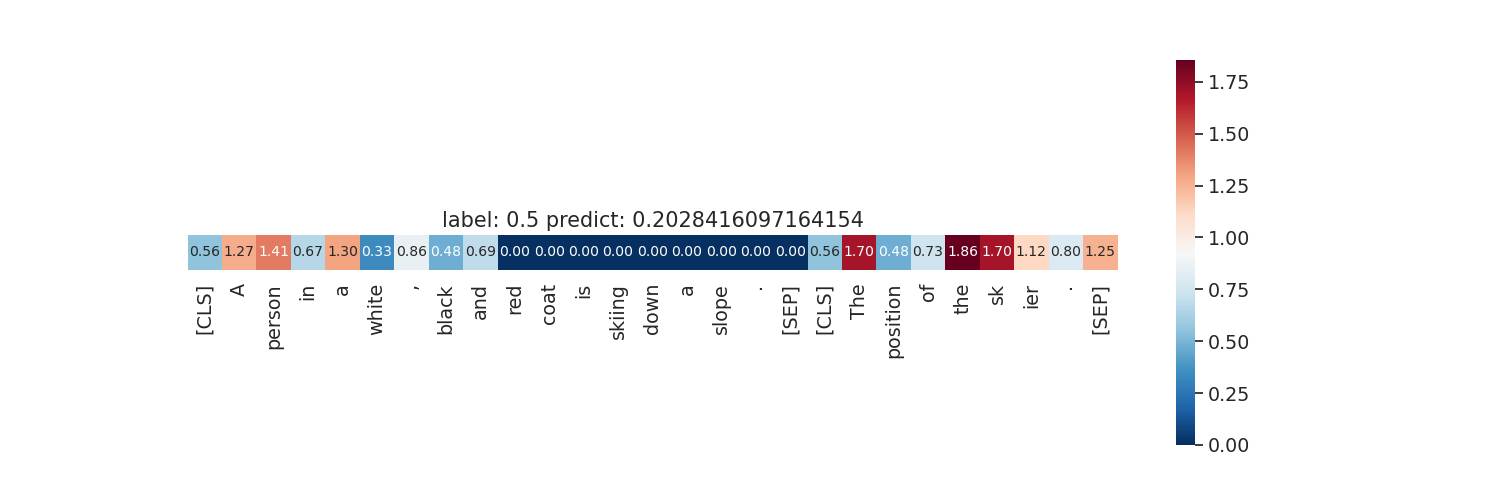 label: 0.5 predict: 0.2028416097164154
0.56 1.27 1.41 0.67 1.30 0.33 0.86 0.48 0.69 0.00 0.00 0.00 0.00 0.00 0.00 0.00 0.00 0.00 0.56 1.70 0.48 0.73 1.86 1.70 1.12 0.80 1.25
[CLS] A person in a white , black and red coat is skiing down a slope . [SEP] [CLS] The position of the sk ier . [SEP]
1.75
1.50
1.25
1.00
0.75
0.50
0.25
0.00